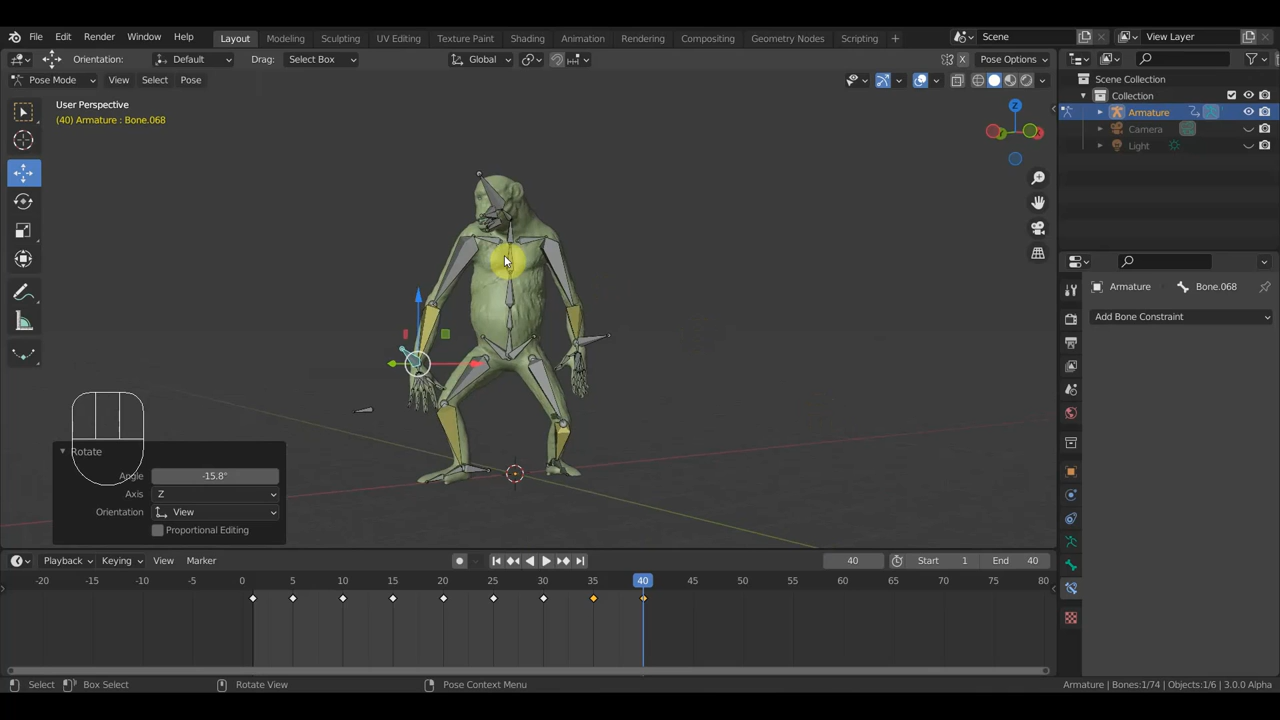 File Edit Render Window Help Layout Modeling Sculpting UV Editing Texture Paint Shading Animation Rendering Compositing Geometry Nodes Scripting + Scene View Layer
Orientation: Default Drag: Select Box Global X Pose Options
Pose Mode View Select Pose
Scene Collection
Collection
Armature
Camera
Light
User Perspective
(40) Armature : Bone.068
Z
Armature Bone.068
Add Bone Constraint
Rotate
Angle -15.8°
Axis Z
Orientation View
Proportional Editing
Playback Keying View Marker 40 Start 1 End 40
-20 -15 -10 -5 0 5 10 15 20 25 30 35 40 45 50 55 60 65 70 75 80
Select Box Select Rotate View Pose Context Menu Armature | Bones:1/74 | Objects:1/6 | 3.0.0 Alpha